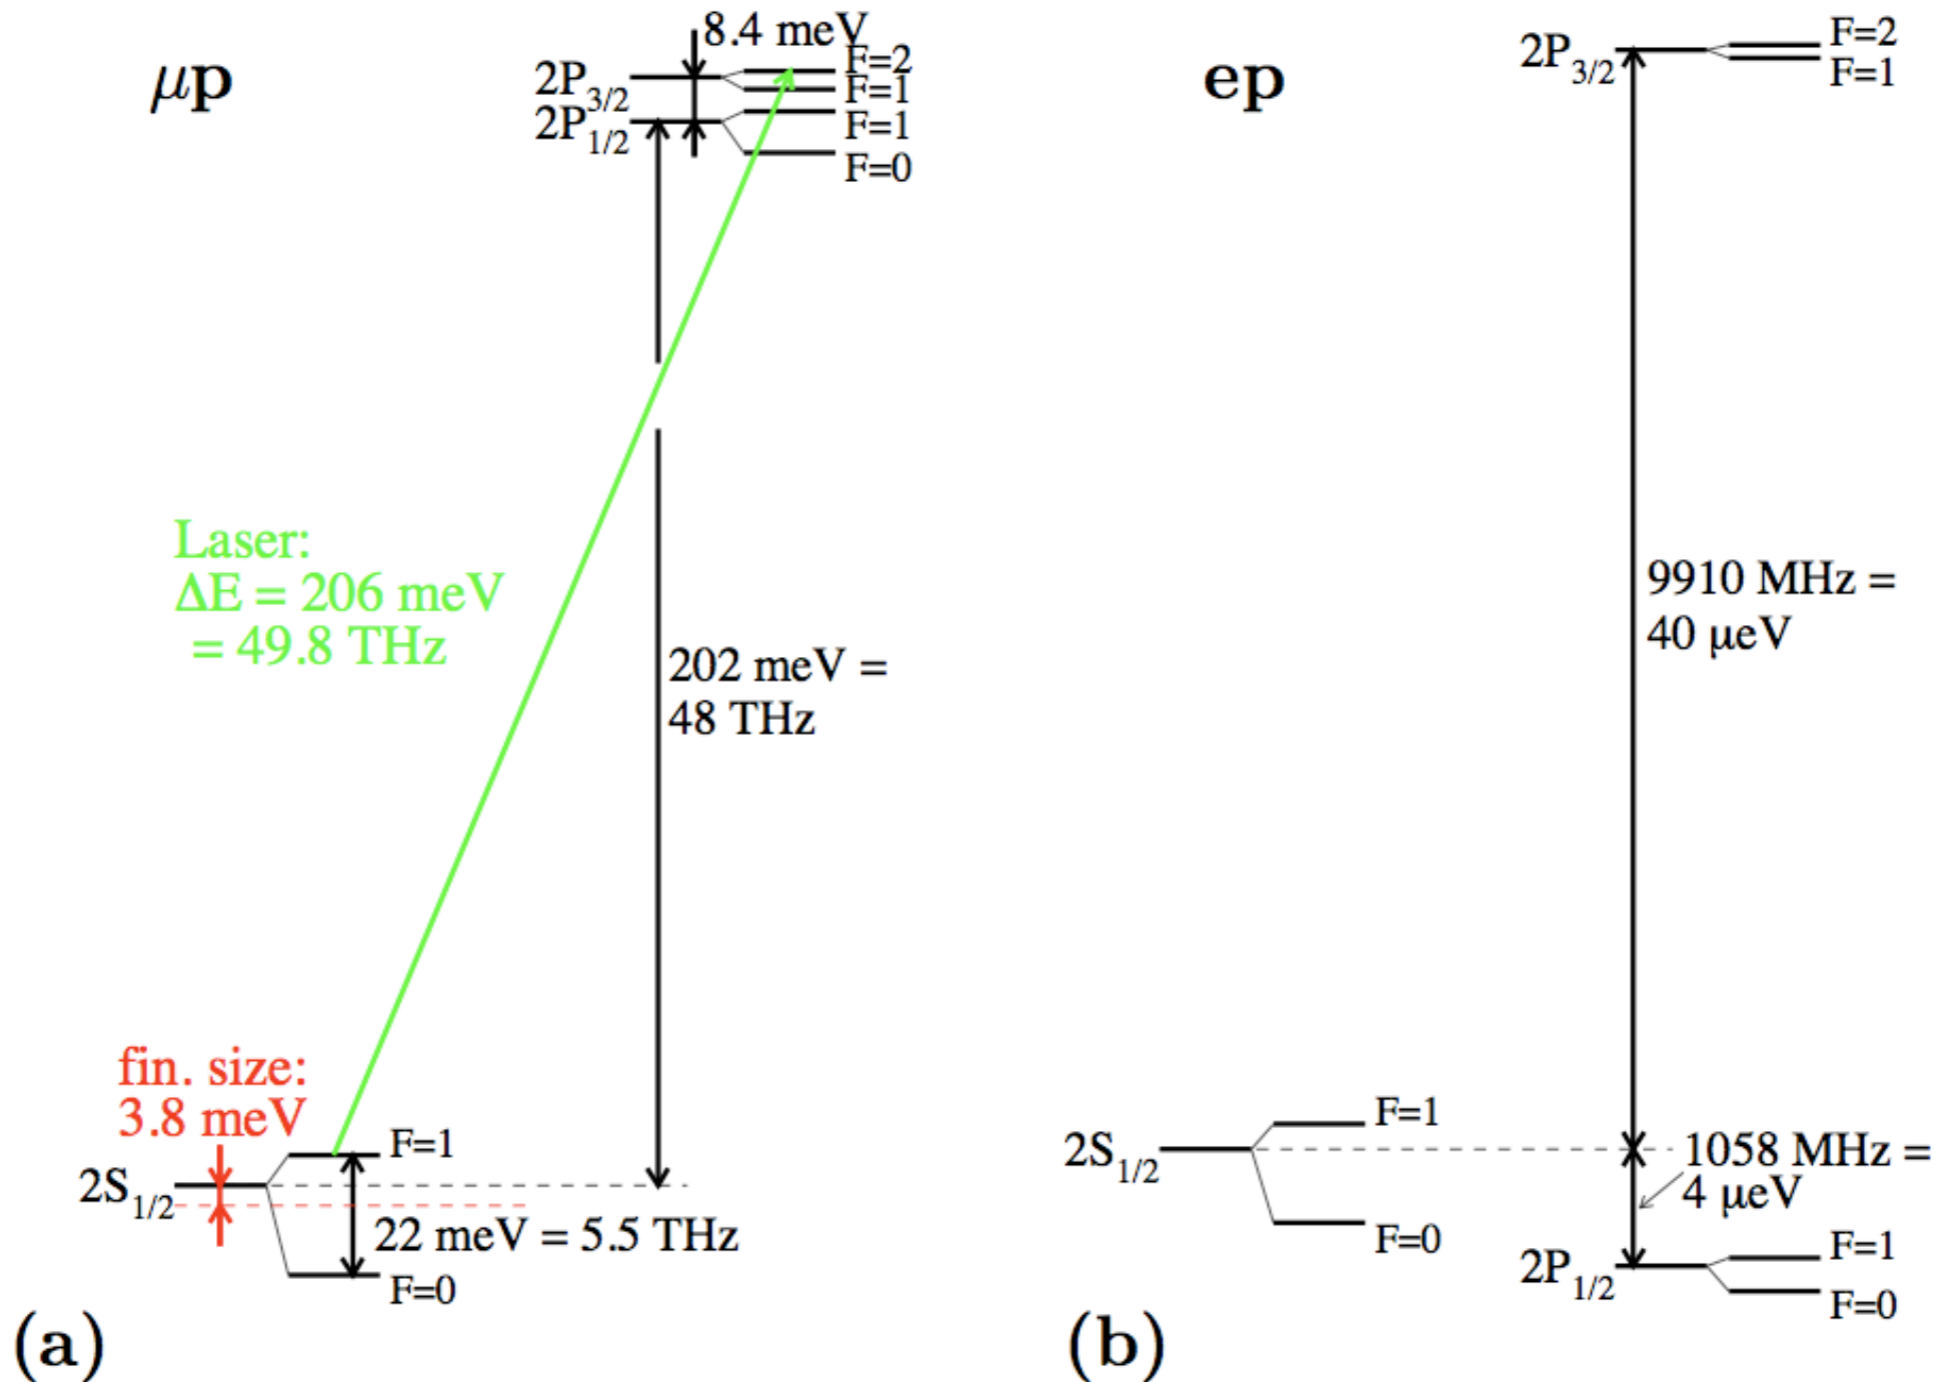 μp
8.4 meV
2P3/2
F=2
F=1
2P1/2
F=1
F=0
Laser:
ΔE = 206 meV
= 49.8 THz
202 meV =
48 THz
fin. size:
3.8 meV
2S1/2
F=1
22 meV = 5.5 THz
F=0
(a)
ep
2P3/2
F=2
F=1
9910 MHz =
40 μeV
2S1/2
F=1
F=0
1058 MHz =
4 μeV
2P1/2
F=1
F=0
(b)